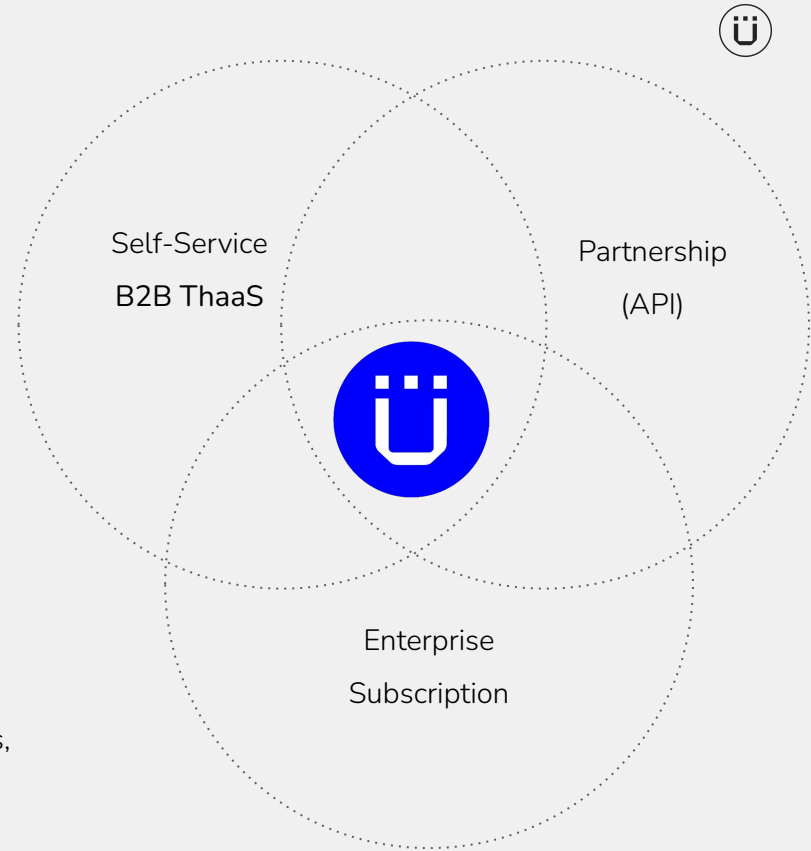 Ü
Self-Service
B2B ThaaS
Partnership
(API)
Ü
Enterprise
Subscription
s,